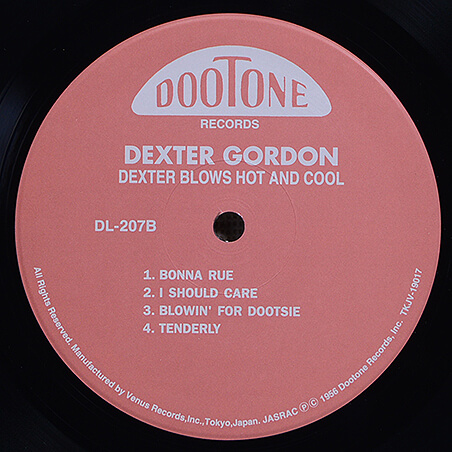 DOOTONE
RECORDS
DEXTER GORDON
DEXTER BLOWS HOT AND COOL
DL-207B
1. BONNA RUE
2. I SHOULD CARE
3. BLOWIN' FOR DOOTSIE
4. TENDERLY
All Rights Reserved. Manufactured by Venus Records,Inc.,Tokyo,Japan. JASRAC ℗ © 1956 Dootone Records, Inc. TKJV-19017